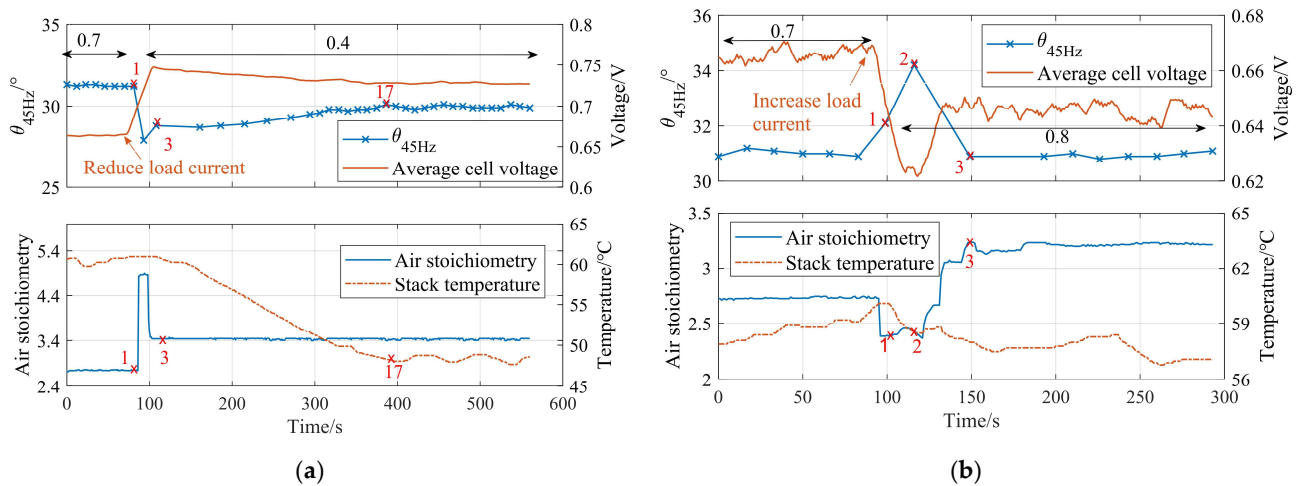 35
0.8
0.7
0.4
1
31
0.75
θ45Hz/°
29
17
0.7
Voltage/V
3
27
Reduce load current
θ45Hz
Average cell voltage
0.65
25
0.6
5.4
4.4
3.4
2.4
Air stoichiometry
Air stoichiometry
Stack temperature
1
3
17
65
60
55
50
45
Temperature/°C
0
100
200
300
400
500
600
Time/s
(a)
36
34
32
30
θ45Hz/°
0.7
2
1
3
Increase load
current
0.8
θ45Hz
Average cell voltage
0.68
0.66
0.64
0.62
Voltage/V
3.5
3
2.5
2
Air stoichiometry
Air stoichiometry
Stack temperature
1
2
3
65
63
61
59
58
56
Temperature/°C
0
50
100
150
200
250
300
Time/s
(b)